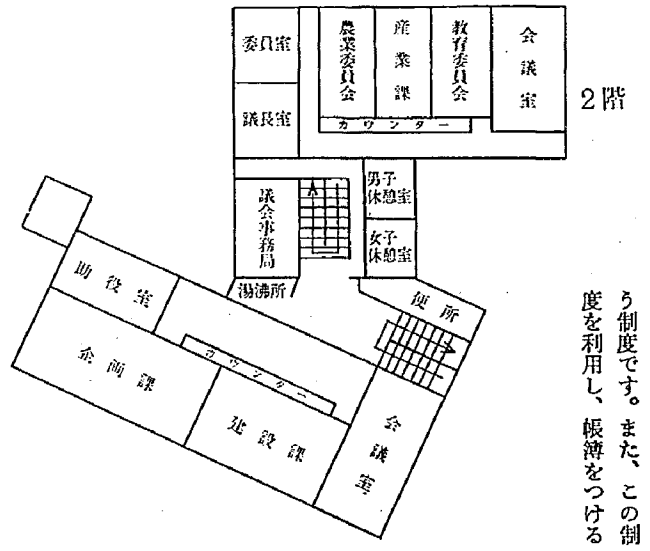 2階
委員室
農業委員会
産業課
教育委員会
会議室
議長室
カウンター
議会事務局
男子休憩室
女子休憩室
湯沸所
便所
助役室
カウンター
企画課
建設課
会議室
う制度です。また、この制
度を利用し、帳簿をつける